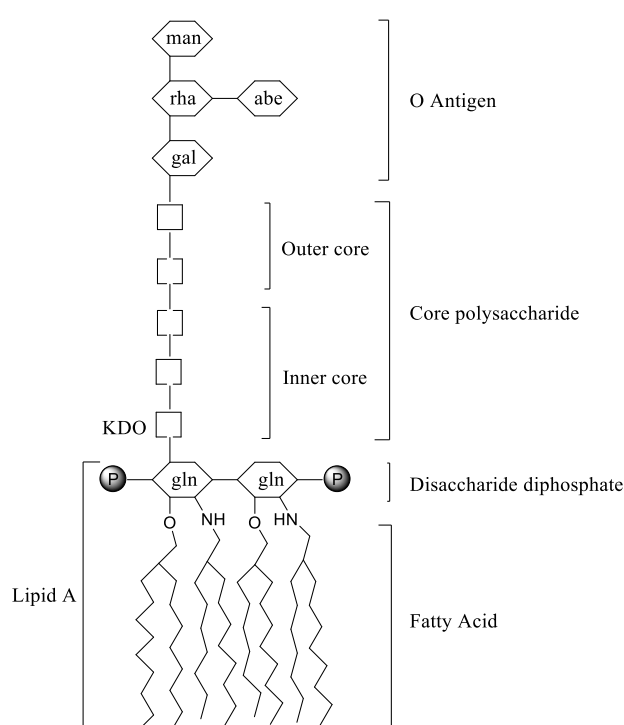 man
rha
abe
O Antigen
gal
Outer core
Core polysaccharide
Inner core
KDO
P
gln
gln
P
Disaccharide diphosphate
O
NH
O
HN
Lipid A
Fatty Acid